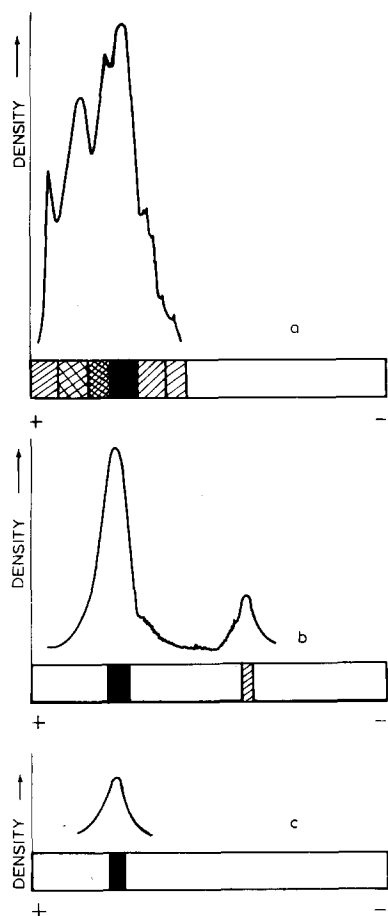 DENSITY →
a
+ −
DENSITY →
b
+ −
DENSITY →
c
+ −